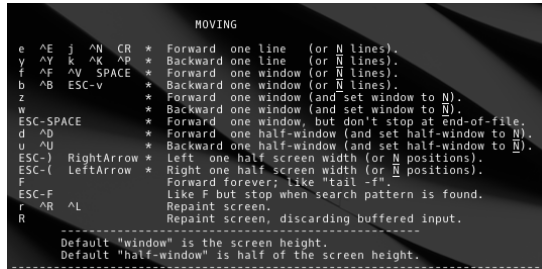 MOVING
e ^E j ^N CR * Forward one line (or N lines).
y ^Y k ^K ^P * Backward one line (or N lines).
f ^F ^V SPACE * Forward one window (or N lines).
b ^B ESC-v * Backward one window (or N lines).
z * Forward one window (and set window to N).
w * Backward one window (and set window to N).
ESC-SPACE * Forward one window, but don't stop at end-of-file.
d ^D * Forward one half-window (and set half-window to N).
u ^U * Backward one half-window (and set half-window to N).
ESC-) RightArrow * Left one half screen width (or N positions).
ESC-( LeftArrow * Right one half screen width (or N positions).
F Forward forever; like "tail -f".
ESC-F Like F but stop when search pattern is found.
r ^R ^L Repaint screen.
R Repaint screen, discarding buffered input.
---------------------------------------------------
Default "window" is the screen height.
Default "half-window" is half of the screen height.
---------------------------------------------------------------------------